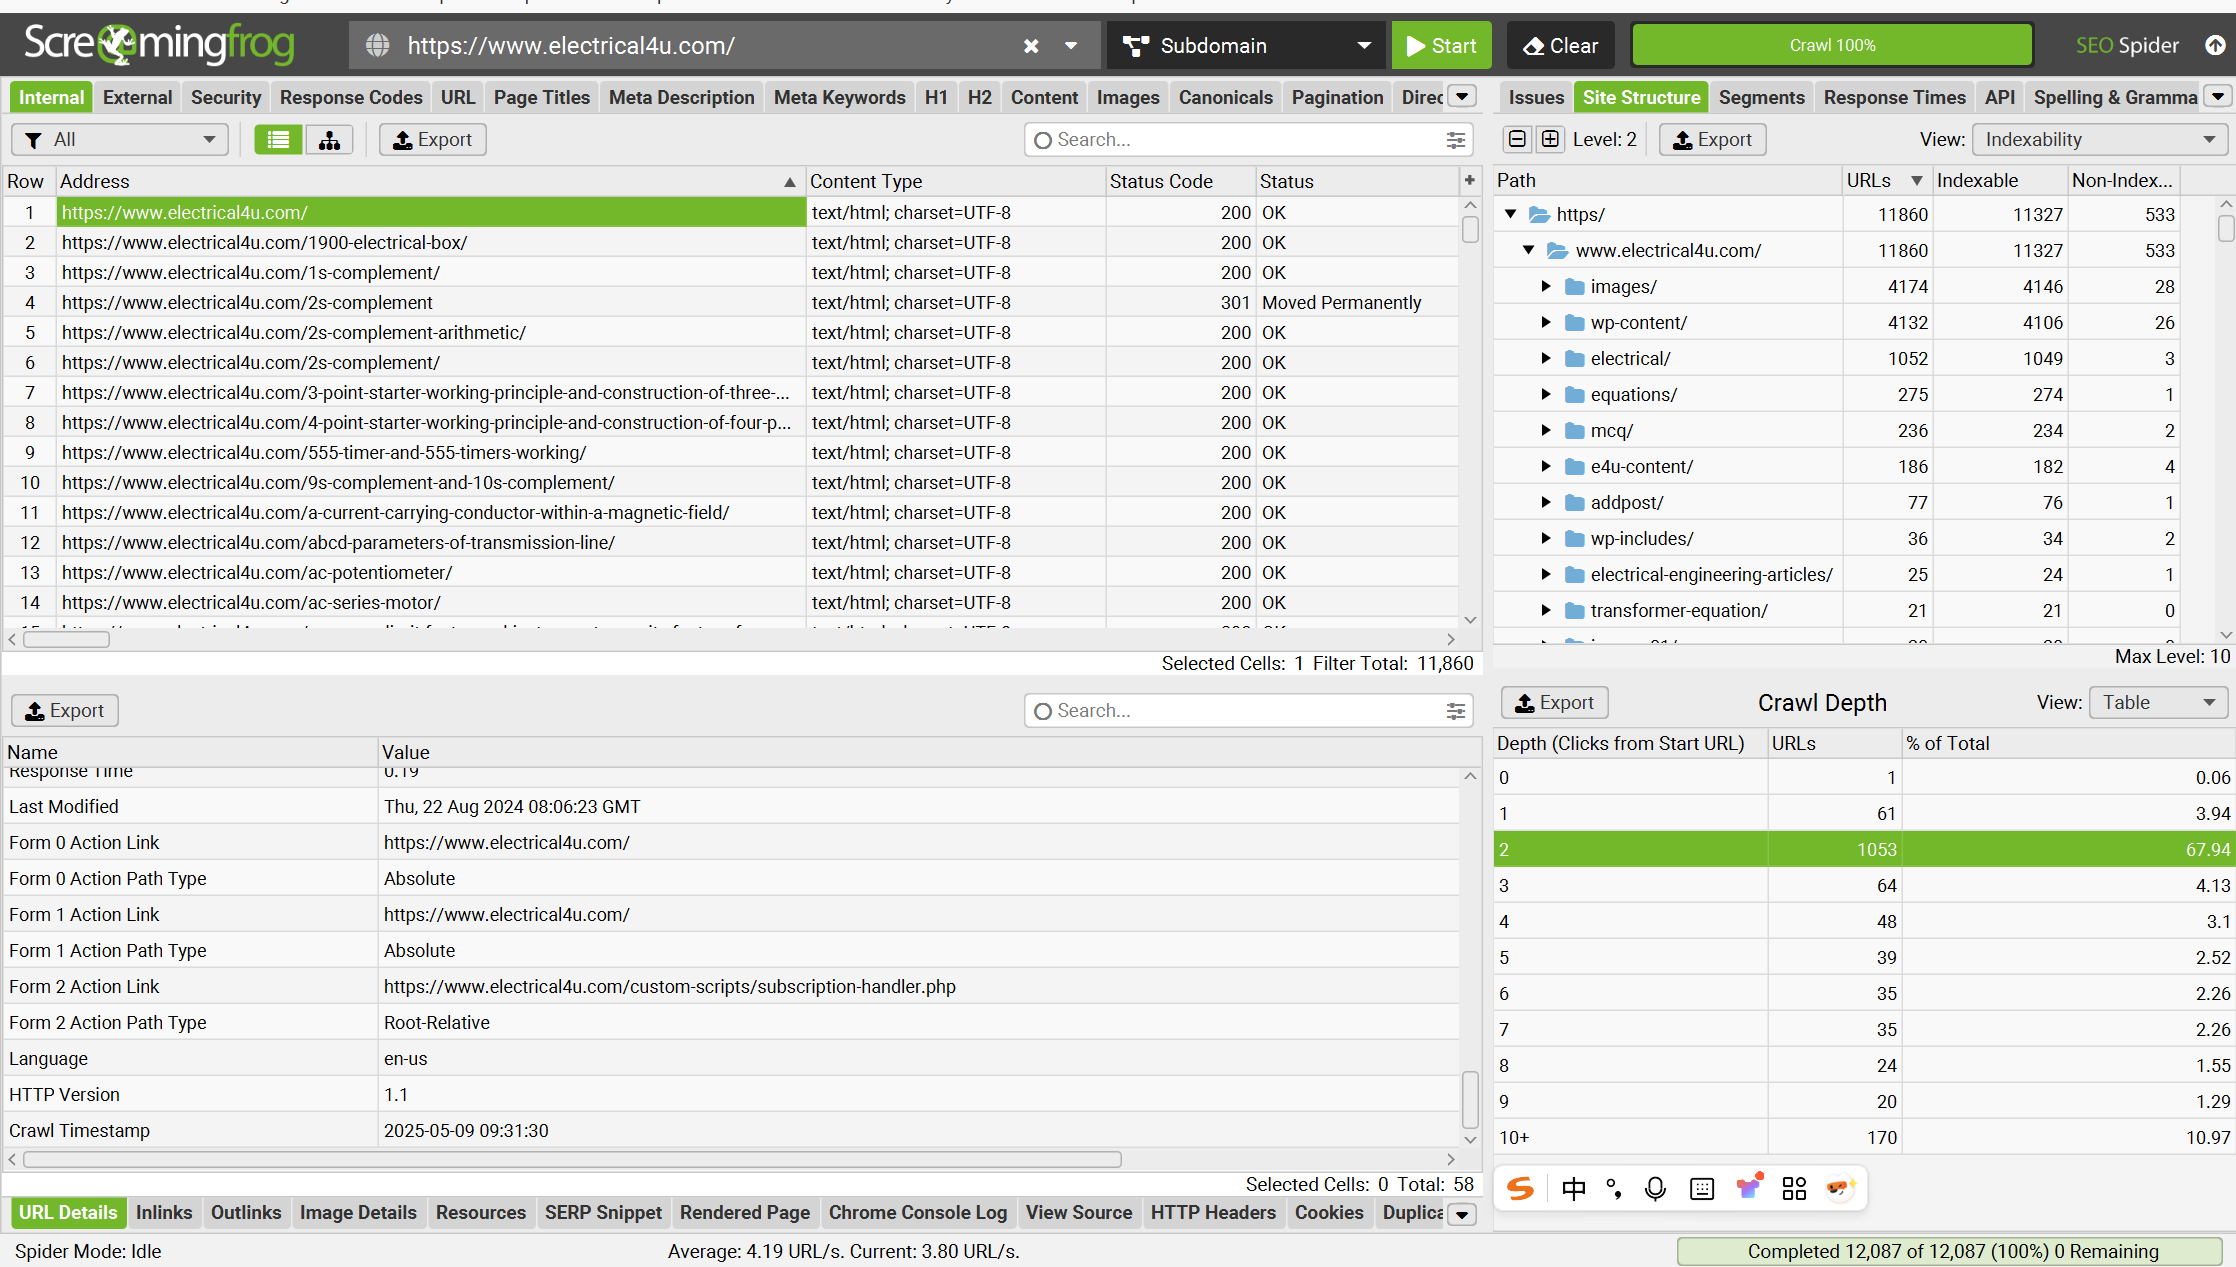 Screamingfrog
https://www.electrical4u.com/
Subdomain
Start
Clear
Crawl 100%
SEO Spider
Internal External Security Response Codes URL Page Titles Meta Description Meta Keywords H1 H2 Content Images Canonicals Pagination Direc
All
Export
Search...
Row Address Content Type Status Code Status
1 https://www.electrical4u.com/ text/html; charset=UTF-8 200 OK
2 https://www.electrical4u.com/1900-electrical-box/ text/html; charset=UTF-8 200 OK
3 https://www.electrical4u.com/1s-complement/ text/html; charset=UTF-8 200 OK
4 https://www.electrical4u.com/2s-complement text/html; charset=UTF-8 301 Moved Permanently
5 https://www.electrical4u.com/2s-complement-arithmetic/ text/html; charset=UTF-8 200 OK
6 https://www.electrical4u.com/2s-complement/ text/html; charset=UTF-8 200 OK
7 https://www.electrical4u.com/3-point-starter-working-principle-and-construction-of-three-... text/html; charset=UTF-8 200 OK
8 https://www.electrical4u.com/4-point-starter-working-principle-and-construction-of-four-p... text/html; charset=UTF-8 200 OK
9 https://www.electrical4u.com/555-timer-and-555-timers-working/ text/html; charset=UTF-8 200 OK
10 https://www.electrical4u.com/9s-complement-and-10s-complement/ text/html; charset=UTF-8 200 OK
11 https://www.electrical4u.com/a-current-carrying-conductor-within-a-magnetic-field/ text/html; charset=UTF-8 200 OK
12 https://www.electrical4u.com/abcd-parameters-of-transmission-line/ text/html; charset=UTF-8 200 OK
13 https://www.electrical4u.com/ac-potentiometer/ text/html; charset=UTF-8 200 OK
14 https://www.electrical4u.com/ac-series-motor/ text/html; charset=UTF-8 200 OK
Selected Cells: 1 Filter Total: 11,860
Export
Search...
Name Value
Response Time 0.19
Last Modified Thu, 22 Aug 2024 08:06:23 GMT
Form 0 Action Link https://www.electrical4u.com/
Form 0 Action Path Type Absolute
Form 1 Action Link https://www.electrical4u.com/
Form 1 Action Path Type Absolute
Form 2 Action Link https://www.electrical4u.com/custom-scripts/subscription-handler.php
Form 2 Action Path Type Root-Relative
Language en-us
HTTP Version 1.1
Crawl Timestamp 2025-05-09 09:31:30
Selected Cells: 0 Total: 58
URL Details Inlinks Outlinks Image Details Resources SERP Snippet Rendered Page Chrome Console Log View Source HTTP Headers Cookies Duplica
Issues Site Structure Segments Response Times API Spelling & Gramma
Level: 2
Export
View: Indexability
Path URLs Indexable Non-Index...
https/ 11860 11327 533
www.electrical4u.com/ 11860 11327 533
images/ 4174 4146 28
wp-content/ 4132 4106 26
electrical/ 1052 1049 3
equations/ 275 274 1
mcq/ 236 234 2
e4u-content/ 186 182 4
addpost/ 77 76 1
wp-includes/ 36 34 2
electrical-engineering-articles/ 25 24 1
transformer-equation/ 21 21 0
Max Level: 10
Export
Crawl Depth
View: Table
Depth (Clicks from Start URL) URLs % of Total
0 1 0.06
1 61 3.94
2 1053 67.94
3 64 4.13
4 48 3.1
5 39 2.52
6 35 2.26
7 35 2.26
8 24 1.55
9 20 1.29
10+ 170 10.97
中
Spider Mode: Idle
Average: 4.19 URL/s. Current: 3.80 URL/s.
Completed 12,087 of 12,087 (100%) 0 Remaining